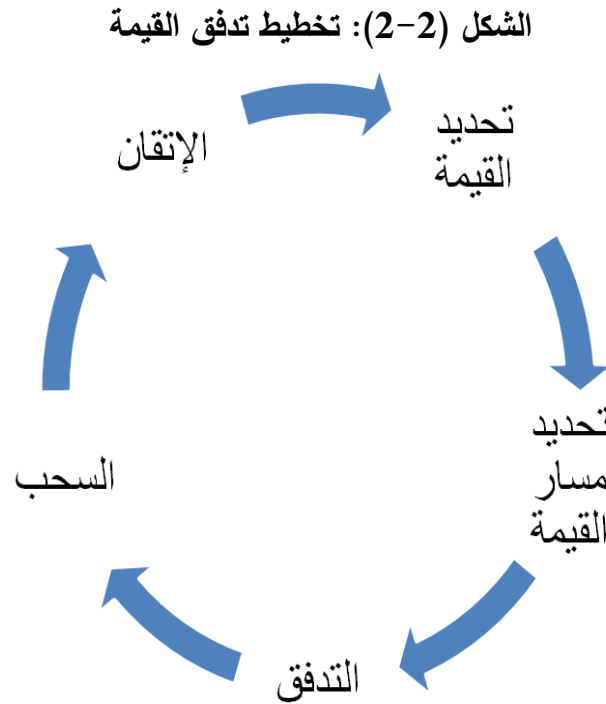 الشكل (2-2): تخطيط تدفق القيمة
تحديد
القيمة
تحديد
مسار
القيمة
التدفق
السحب
الإتقان